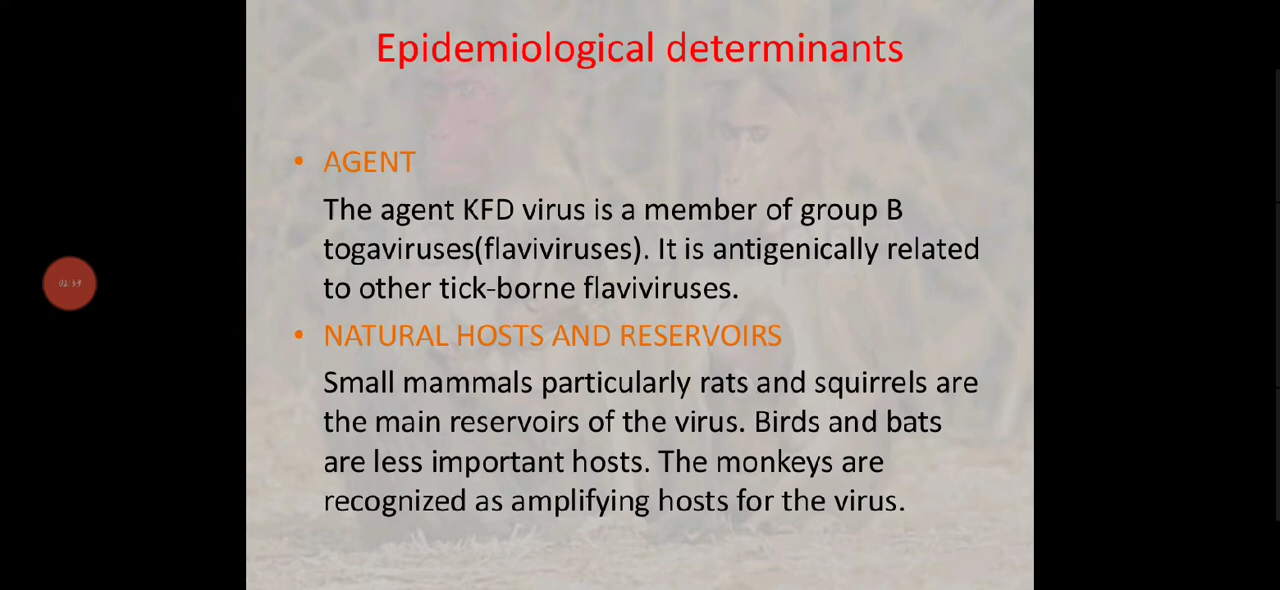 Epidemiological determinants
• AGENT
The agent KFD virus is a member of group B
togaviruses(flaviviruses). It is antigenically related
to other tick-borne flaviviruses.
• NATURAL HOSTS AND RESERVOIRS
Small mammals particularly rats and squirrels are
the main reservoirs of the virus. Birds and bats
are less important hosts. The monkeys are
recognized as amplifying hosts for the virus.